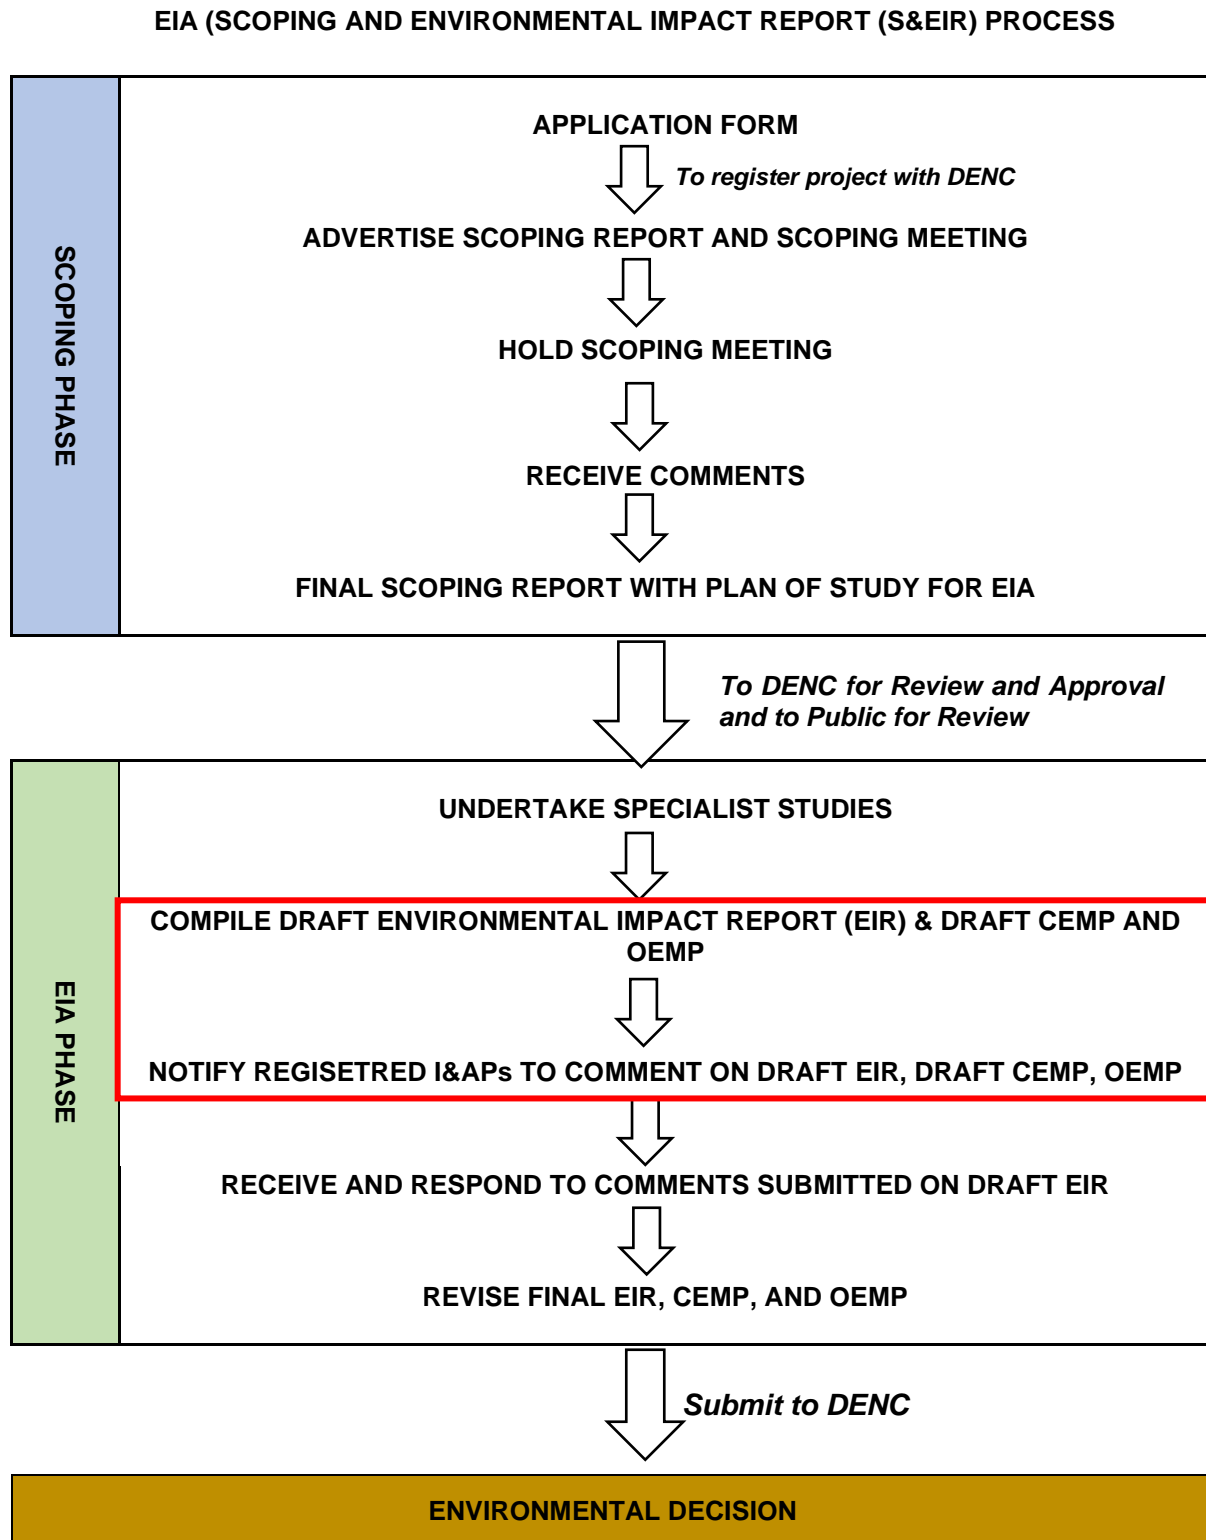 EIA (SCOPING AND ENVIRONMENTAL IMPACT REPORT (S&EIR) PROCESS
SCOPING PHASE
APPLICATION FORM
To register project with DENC
ADVERTISE SCOPING REPORT AND SCOPING MEETING
HOLD SCOPING MEETING
RECEIVE COMMENTS
FINAL SCOPING REPORT WITH PLAN OF STUDY FOR EIA
To DENC for Review and Approval
and to Public for Review
EIA PHASE
UNDERTAKE SPECIALIST STUDIES
COMPILE DRAFT ENVIRONMENTAL IMPACT REPORT (EIR) & DRAFT CEMP AND
OEMP
NOTIFY REGISETRED I&APs TO COMMENT ON DRAFT EIR, DRAFT CEMP, OEMP
RECEIVE AND RESPOND TO COMMENTS SUBMITTED ON DRAFT EIR
REVISE FINAL EIR, CEMP, AND OEMP
Submit to DENC
ENVIRONMENTAL DECISION